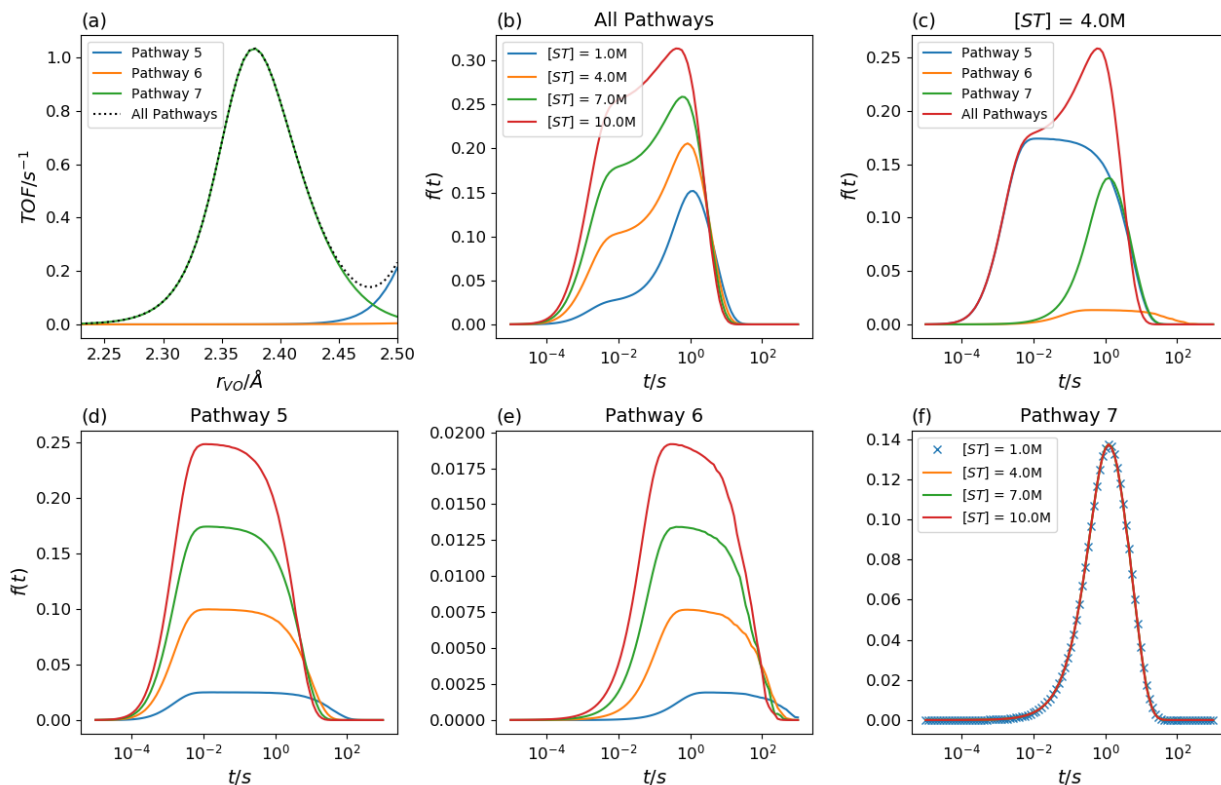 (a)
TOF/s⁻¹
1.0
0.8
0.6
0.4
0.2
0.0
Pathway 5
Pathway 6
Pathway 7
All Pathways
2.25
2.30
2.35
2.40
2.45
2.50
r_VO/Å
(b)
All Pathways
f(t)
0.30
0.25
0.20
0.15
0.10
0.05
0.00
[ST] = 1.0M
[ST] = 4.0M
[ST] = 7.0M
[ST] = 10.0M
10⁻⁴
10⁻²
10⁰
10²
t/s
(c)
[ST] = 4.0M
f(t)
0.25
0.20
0.15
0.10
0.05
0.00
Pathway 5
Pathway 6
Pathway 7
All Pathways
10⁻⁴
10⁻²
10⁰
10²
t/s
(d)
Pathway 5
f(t)
0.25
0.20
0.15
0.10
0.05
0.00
10⁻⁴
10⁻²
10⁰
10²
t/s
(e)
Pathway 6
0.0200
0.0175
0.0150
0.0125
0.0100
0.0075
0.0050
0.0025
0.0000
10⁻⁴
10⁻²
10⁰
10²
t/s
(f)
Pathway 7
0.14
0.12
0.10
0.08
0.06
0.04
0.02
0.00
[ST] = 1.0M
[ST] = 4.0M
[ST] = 7.0M
[ST] = 10.0M
10⁻⁴
10⁻²
10⁰
10²
t/s